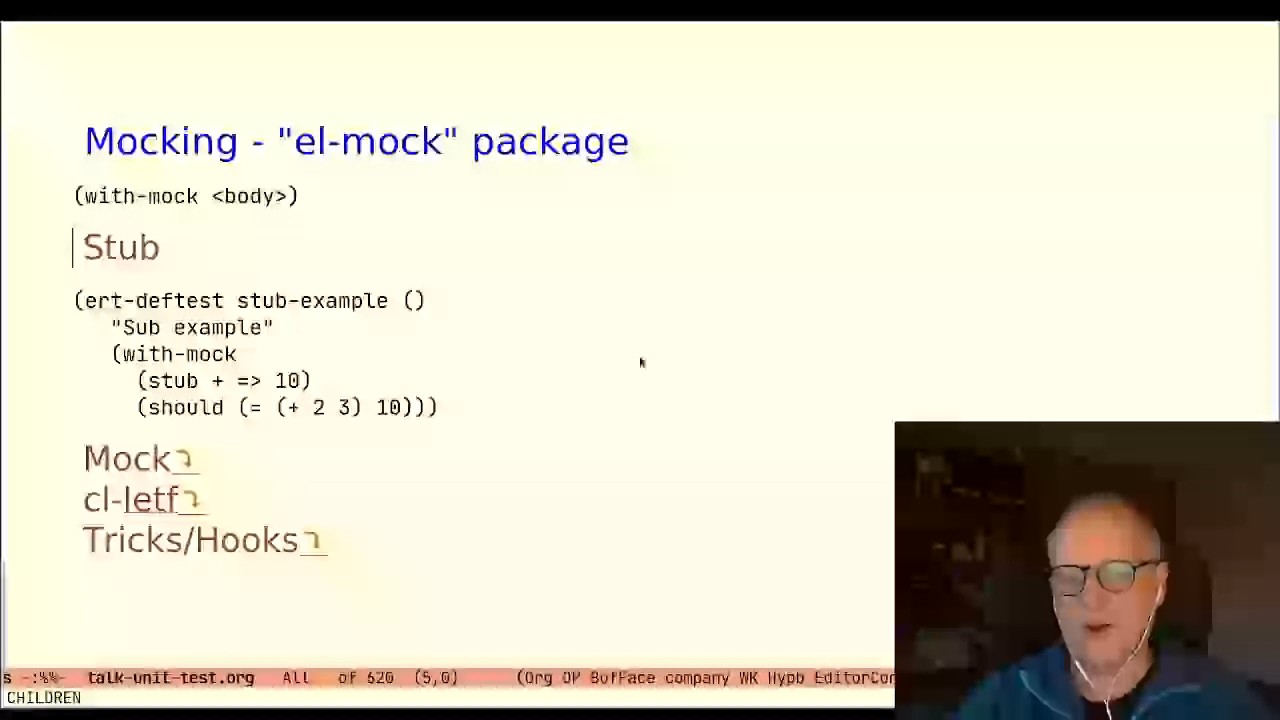 Mocking - "el-mock" package
(with-mock <body>)
Stub
(ert-deftest stub-example ()
"Sub example"
(with-mock
(stub + => 10)
(should (= (+ 2 3) 10)))
Mock
cl-letf
Tricks/Hooks
s -:%%- talk-unit-test.org All of 620 (5,0) (Org OP BufFace company WK Hypb EditorCon
CHILDREN